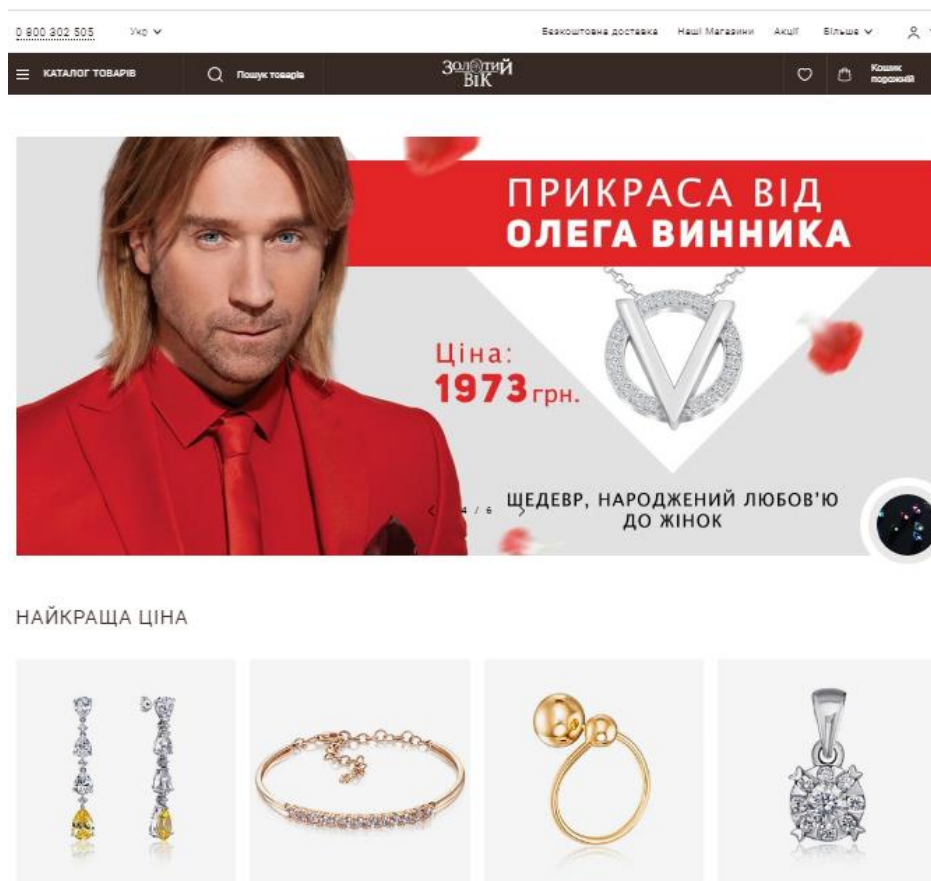 0 800 302 505 Укр Безкоштовна доставка Наші Магазини Акції Більше
КАТАЛОГ ТОВАРІВ Пошук товарів
ЗОЛОТИЙ
ВІК
Кошик
порожній
ПРИКРАСА ВІД
ОЛЕГА ВИННИКА
Ціна:
1973 грн.
ЩЕДЕВР, НАРОДЖЕНИЙ ЛЮБОВ'Ю
ДО ЖІНОК
4 / 6
НАЙКРАЩА ЦІНА